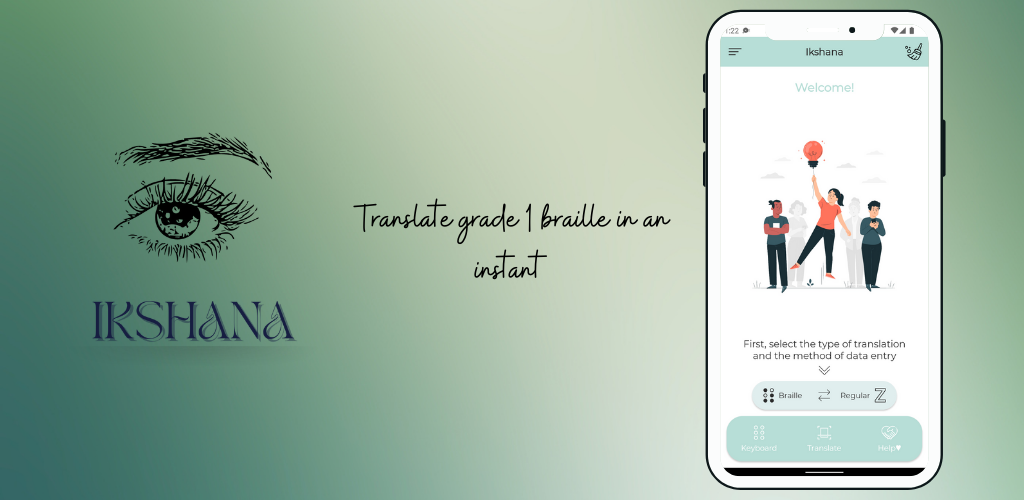 IKSHANA
Translate grade 1 braille in an
instant
:22
Ikshana
Welcome!
First, select the type of translation
and the method of data entry
Braille Regular Z
Keyboard Translate Help♥